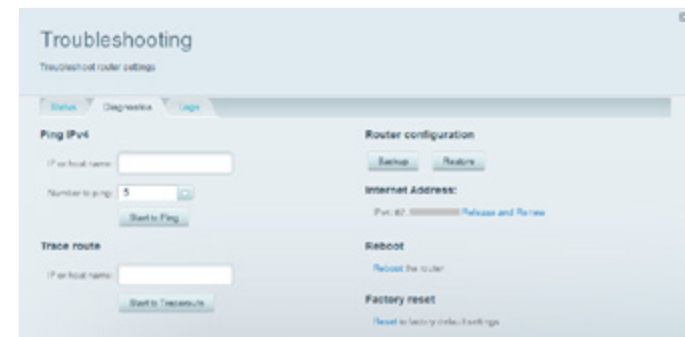 Troubleshooting
Troubleshoot router settings
Status Diagnostics Logs
Ping IPv4
IP or host name:
Number to ping: 5
Start to Ping
Trace route
IP or host name:
Start to Traceroute
Router configuration
Backup Restore
Internet Address:
IPv4: 67. Release and Renew
Reboot
Reboot the router
Factory reset
Reset to factory default settings